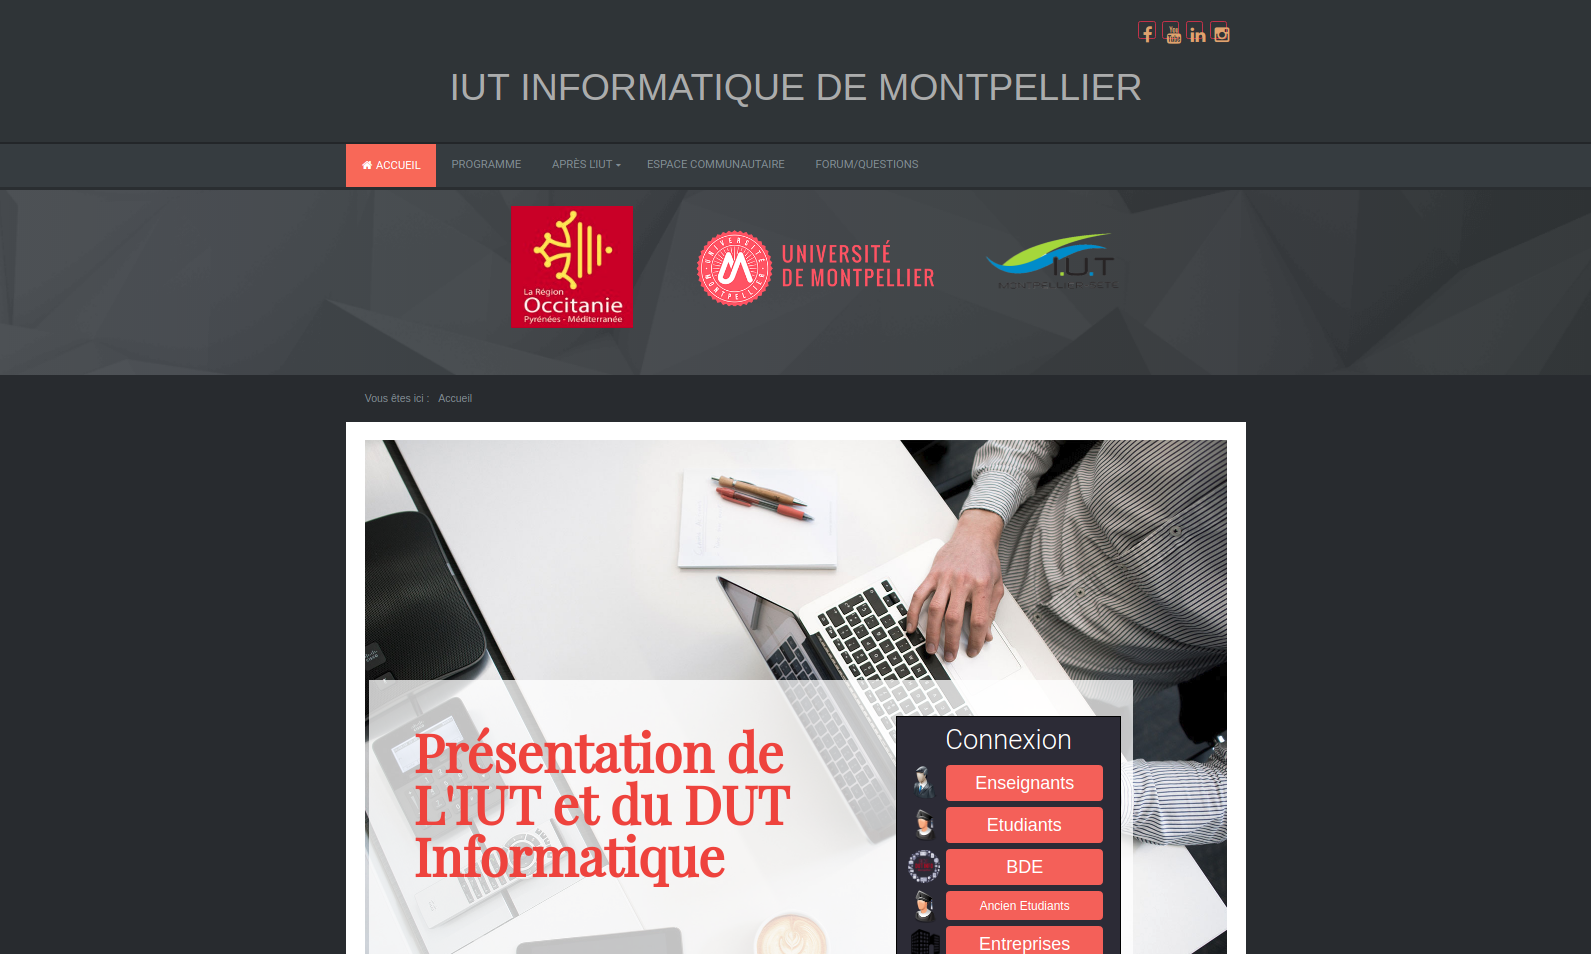 IUT INFORMATIQUE DE MONTPELLIER
ACCUEIL PROGRAMME APRÈS L'IUT ESPACE COMMUNAUTAIRE FORUM/QUESTIONS
La Région
Occitanie
Pyrénées - Méditerranée
UNIVERSITÉ
DE MONTPELLIER
UNIVERSITÉ
MONTPELLIER
I.U.T
MONTPELLIER SETE
Vous êtes ici : Accueil
Présentation de
L'IUT et du DUT
Informatique
Connexion
Enseignants
Etudiants
BDE
Ancien Etudiants
Entreprises